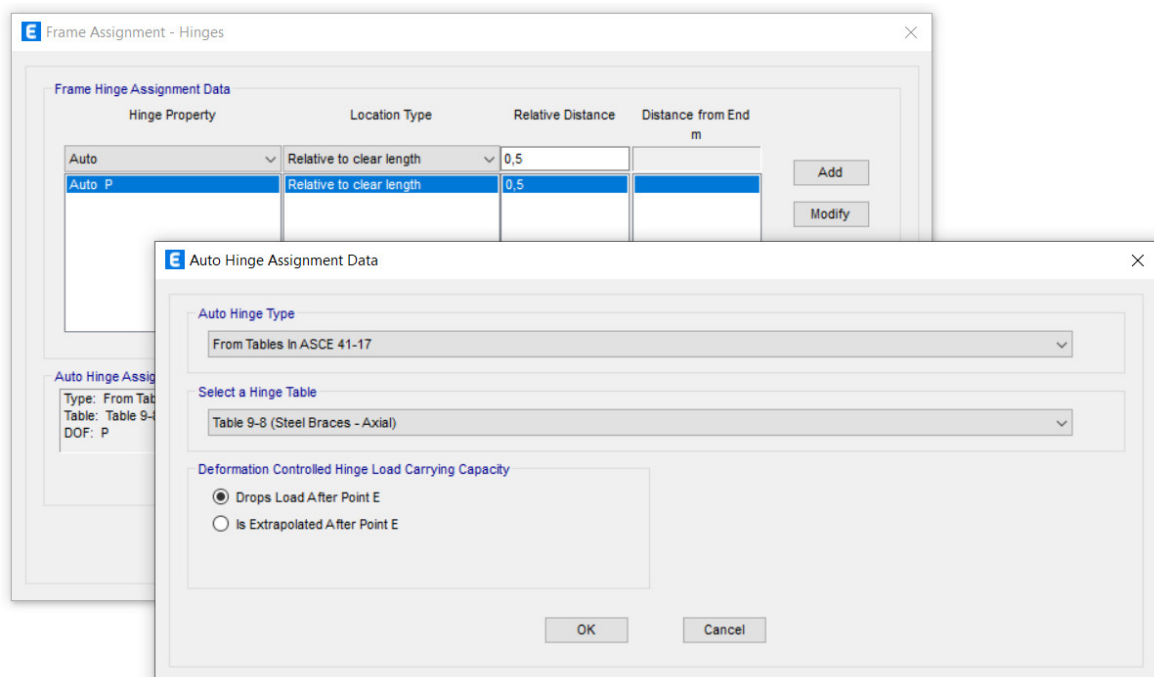 Frame Assignment - Hinges
Frame Hinge Assignment Data
Hinge Property Location Type Relative Distance Distance from End
m
Auto Relative to clear length 0,5
Add
Auto P Relative to clear length 0,5
Modify
E Auto Hinge Assignment Data
Auto Hinge Type
From Tables In ASCE 41-17
Select a Hinge Table
Table 9-8 (Steel Braces - Axial)
Deformation Controlled Hinge Load Carrying Capacity
Drops Load After Point E
Is Extrapolated After Point E
OK Cancel
Auto Hinge Assig
Type: From Tab
Table: Table 9-
DOF: P